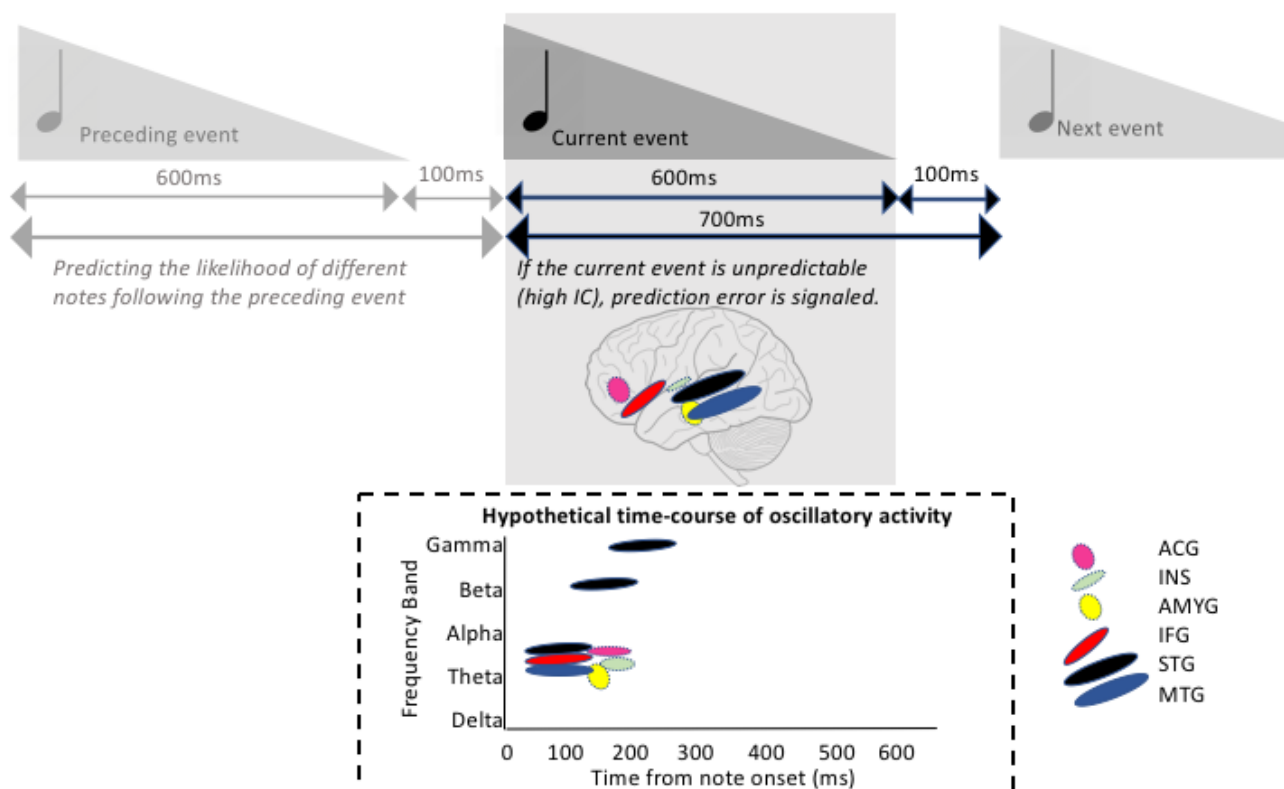 Preceding event
Current event
Next event
600ms
100ms
600ms
100ms
700ms
Predicting the likelihood of different
notes following the preceding event
If the current event is unpredictable
(high IC), prediction error is signaled.
Hypothetical time-course of oscillatory activity
Frequency Band
Gamma
Beta
Alpha
Theta
Delta
0 100 200 300 400 500 600
Time from note onset (ms)
ACG
INS
AMYG
IFG
STG
MTG